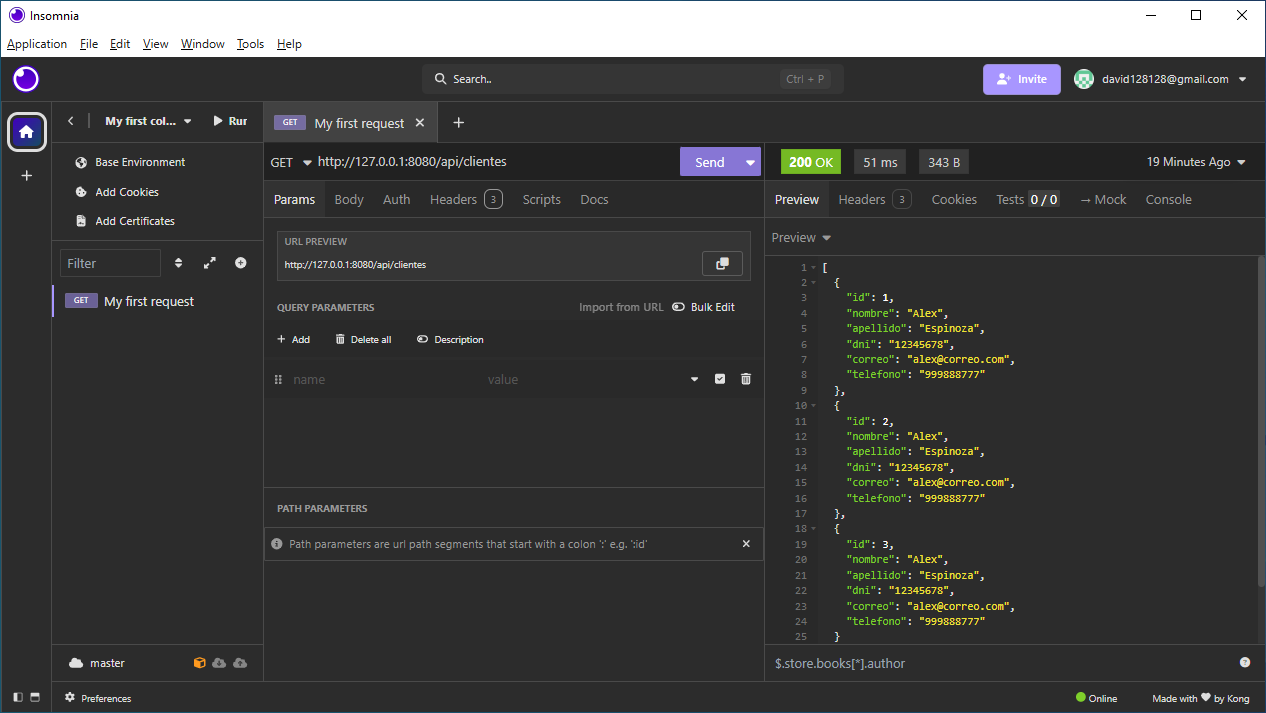 Insomnia
Application File Edit View Window Tools Help
Search.. Ctrl + P
Invite
david128128@gmail.com
My first col... Run
GET My first request
Base Environment
Add Cookies
Add Certificates
Filter
GET My first request
GET http://127.0.0.1:8080/api/clientes Send
Params Body Auth Headers 3 Scripts Docs
URL PREVIEW
http://127.0.0.1:8080/api/clientes
QUERY PARAMETERS Import from URL Bulk Edit
+ Add Delete all Description
name value
PATH PARAMETERS
Path parameters are url path segments that start with a colon ':' e.g. ':id'
200 OK 51 ms 343 B 19 Minutes Ago
Preview Headers 3 Cookies Tests 0 / 0 → Mock Console
Preview
1 [
2 {
3 "id": 1,
4 "nombre": "Alex",
5 "apellido": "Espinoza",
6 "dni": "12345678",
7 "correo": "alex@correo.com",
8 "telefono": "999888777"
9 },
10 {
11 "id": 2,
12 "nombre": "Alex",
13 "apellido": "Espinoza",
14 "dni": "12345678",
15 "correo": "alex@correo.com",
16 "telefono": "999888777"
17 },
18 {
19 "id": 3,
20 "nombre": "Alex",
21 "apellido": "Espinoza",
22 "dni": "12345678",
23 "correo": "alex@correo.com",
24 "telefono": "999888777"
25 }
$.store.books[*].author
master
Preferences
Online Made with ♥ by Kong